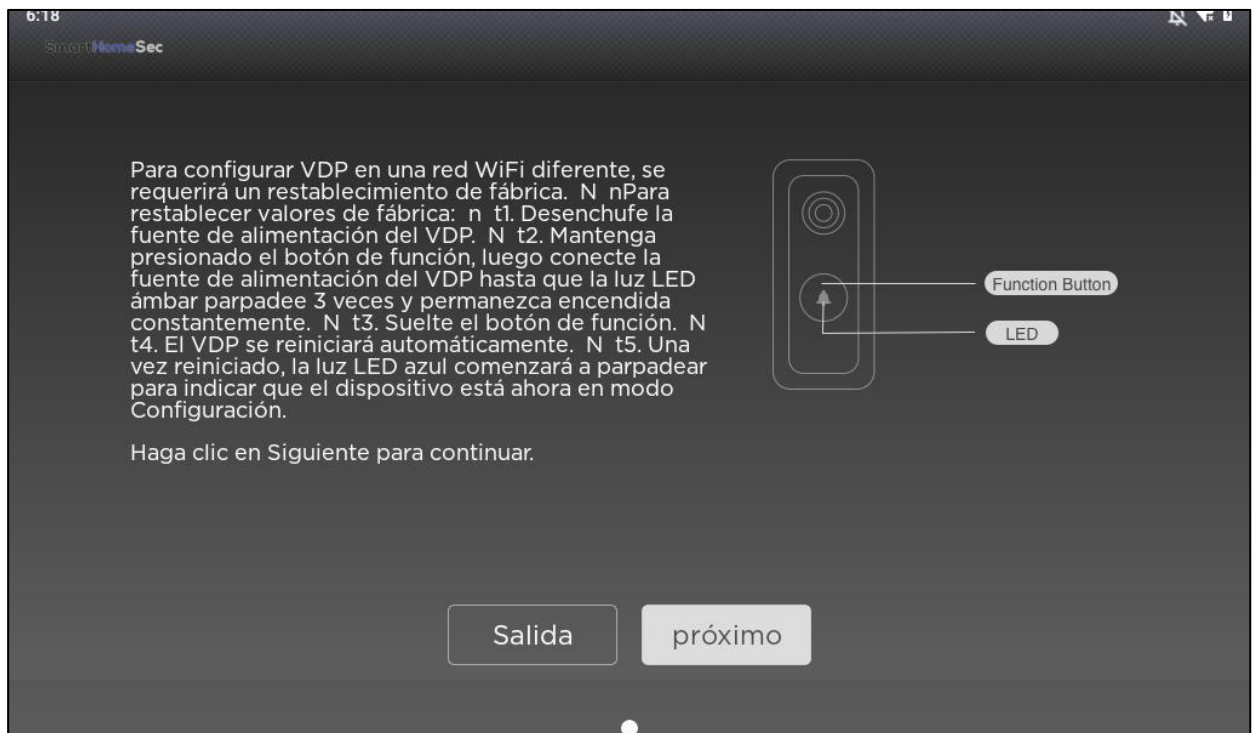 6:18
SmartHomeSec
Para configurar VDP en una red WiFi diferente, se
requerirá un restablecimiento de fábrica.  N  nPara
restablecer valores de fábrica:  n  t1. Desenchufe la
fuente de alimentación del VDP.  N  t2. Mantenga
presionado el botón de función, luego conecte la
fuente de alimentación del VDP hasta que la luz LED
ámbar parpadee 3 veces y permanezca encendida
constantemente.  N  t3. Suelte el botón de función.  N
t4. El VDP se reiniciará automáticamente.  N  t5. Una
vez reiniciado, la luz LED azul comenzará a parpadear
para indicar que el dispositivo está ahora en modo
Configuración.
Haga clic en Siguiente para continuar.
Function Button
LED
Salida
próximo